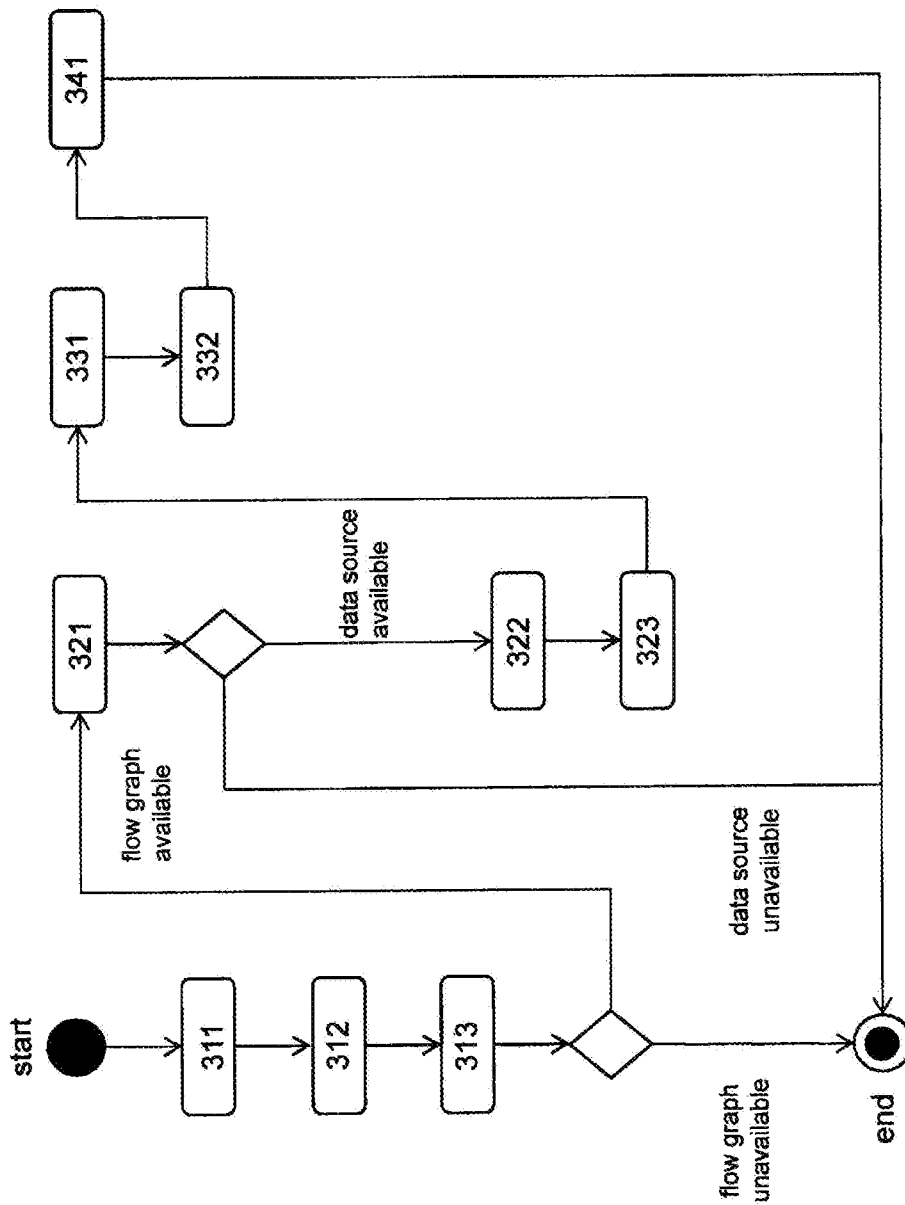 start
311
312
313
flow graph
unavailable
end
flow graph
available
321
data source
available
data source
unavailable
322
323
331
332
341